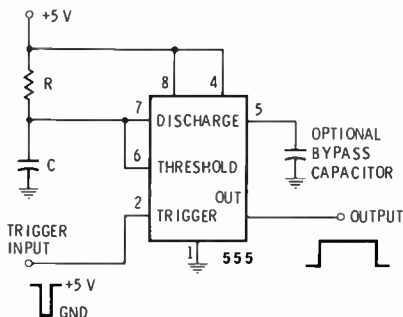 +5 V
R
8
4
7
DISCHARGE
5
C
6
THRESHOLD
OPTIONAL
BYPASS
CAPACITOR
2
TRIGGER
OUT
TRIGGER
INPUT
OUTPUT
1
555
+5 V
GND